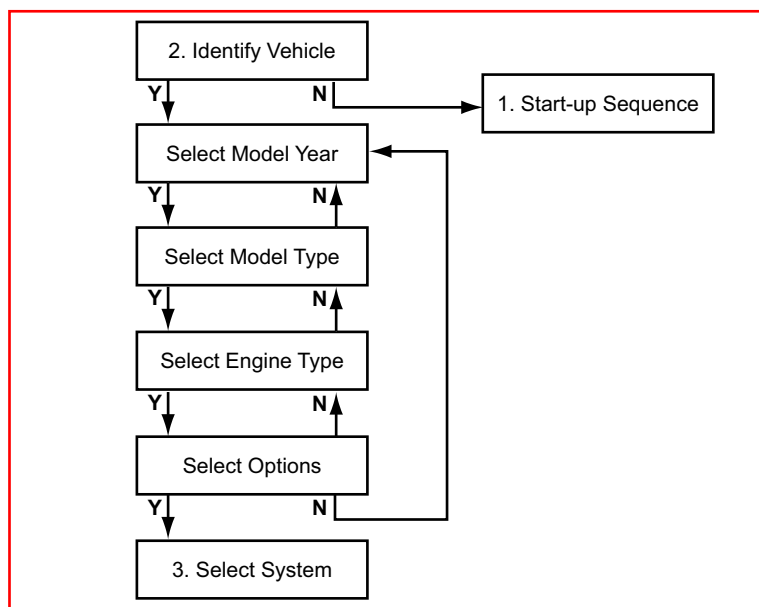 2. Identify Vehicle
Y
N
1. Start-up Sequence
Select Model Year
Y
N
Select Model Type
Y
N
Select Engine Type
Y
N
Select Options
Y
N
3. Select System